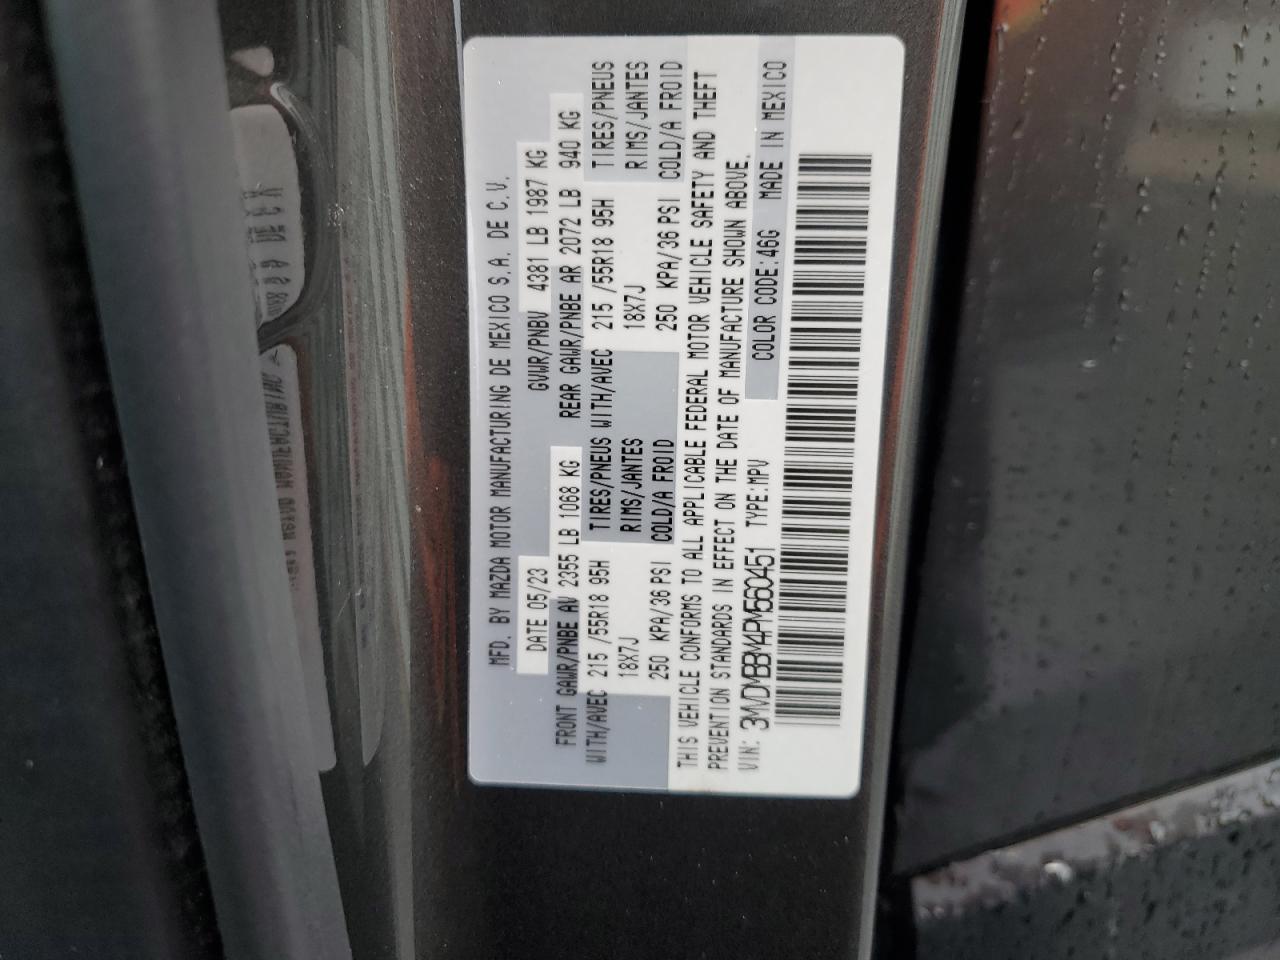 MFD. BY MAZDA MOTOR MANUFACTURING DE MEXICO S.A. DE C.V.
DATE 05/23 GVWR/PNBV 4381 LB 1987 KG
FRONT GAWR/PNBE AV 2355 LB 1068 KG REAR GAWR/PNBE AR 2072 LB 940 KG
WITH/AVEC 215 /55R18 95H TIRES/PNEUS WITH/AVEC 215 /55R18 95H TIRES/PNEUS
18X7J RIMS/JANTES 18X7J RIMS/JANTES
250 KPA/36 PSI COLD/A FROID 250 KPA/36 PSI COLD/A FROID
THIS VEHICLE CONFORMS TO ALL APPLICABLE FEDERAL MOTOR VEHICLE SAFETY AND THEFT
PREVENTION STANDARDS IN EFFECT ON THE DATE OF MANUFACTURE SHOWN ABOVE.
VIN: 3MVDMBBM4PM560451 TYPE:MPV COLOR CODE:46G MADE IN MEXICO